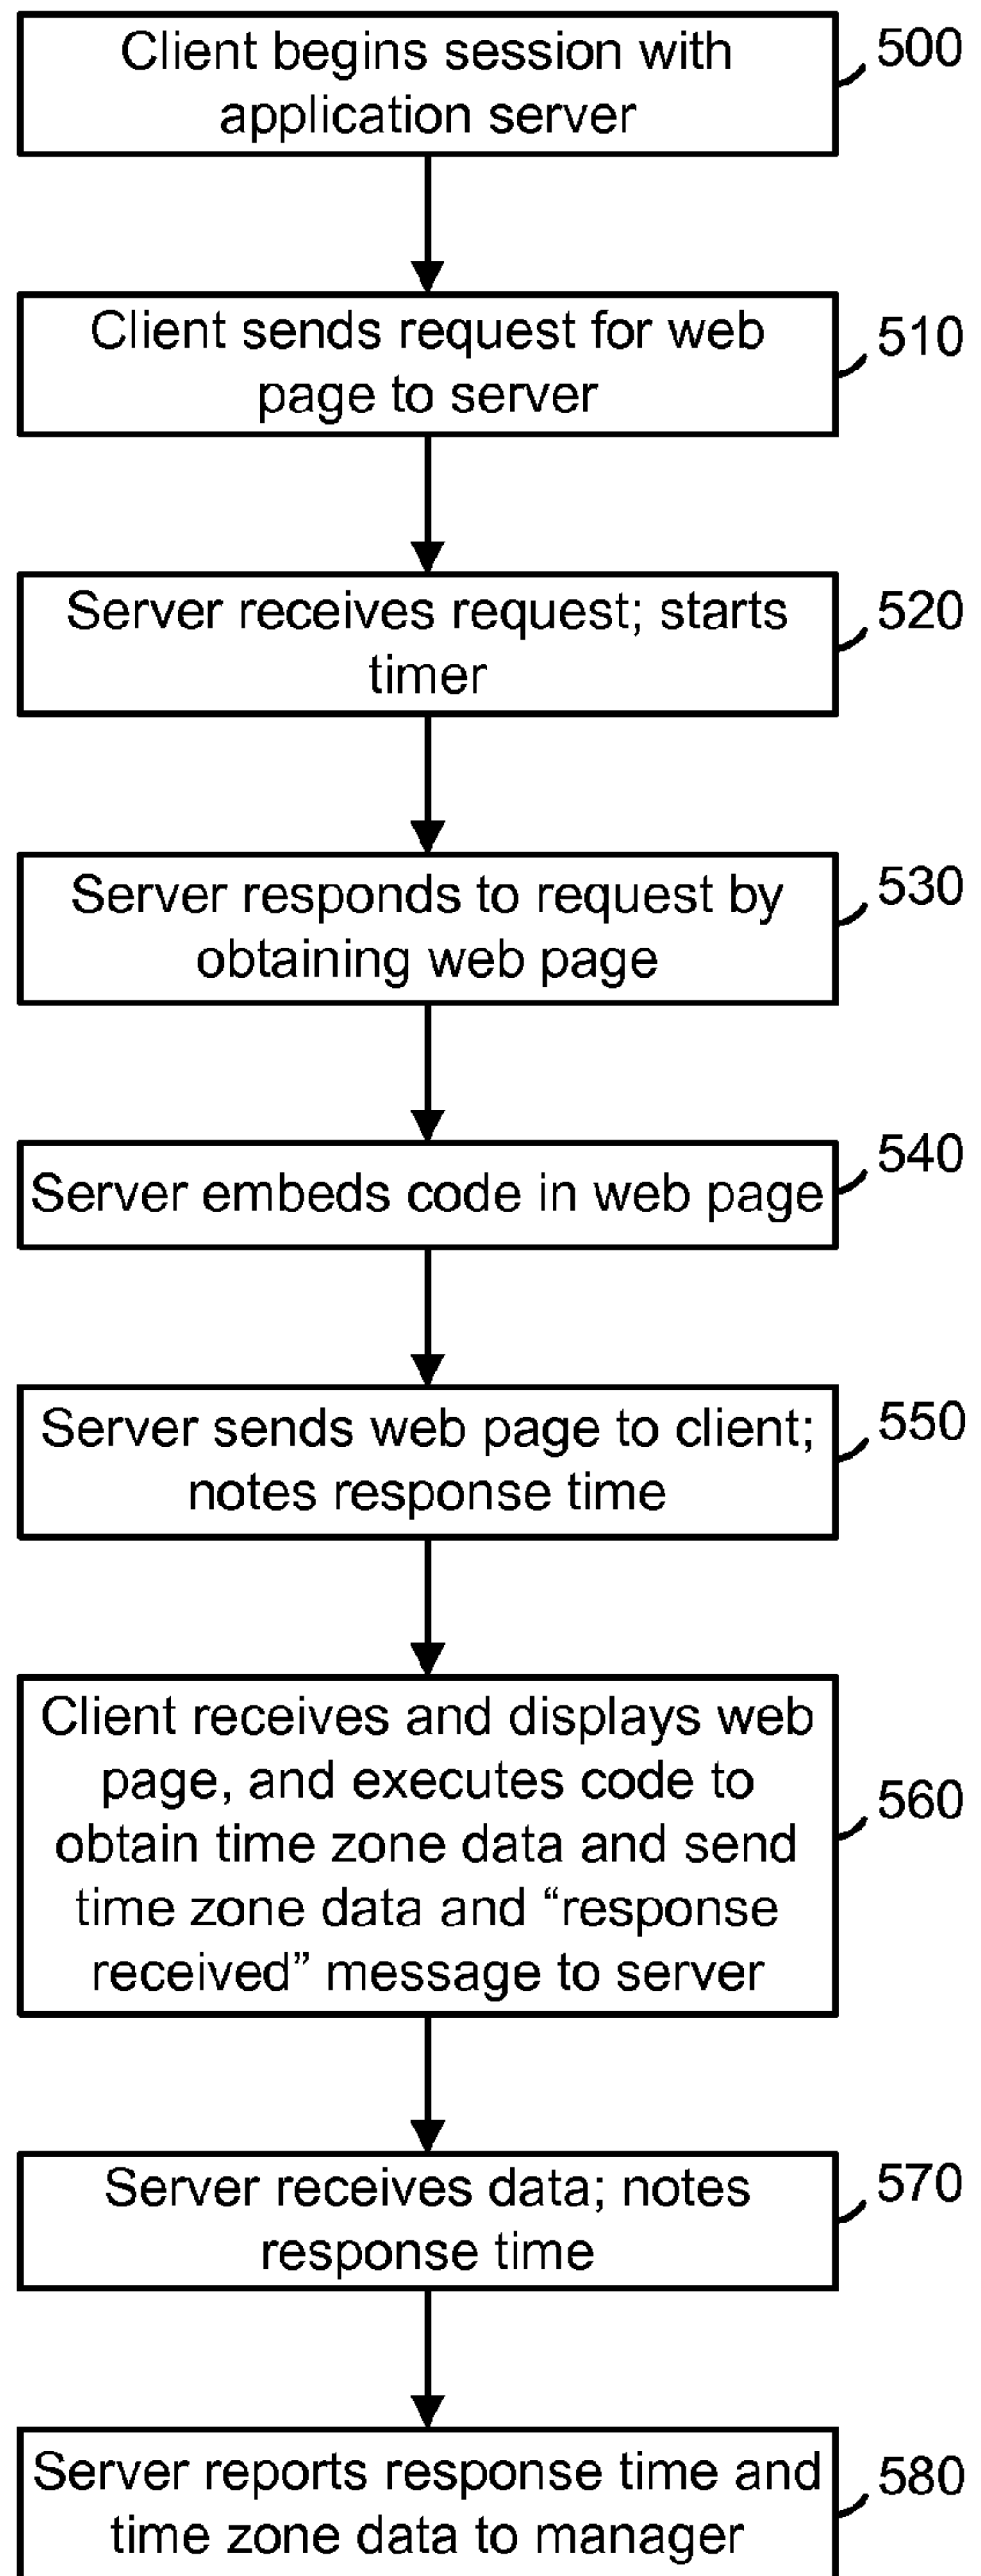 Client begins session with
application server
500
Client sends request for web
page to server
510
Server receives request; starts
timer
520
Server responds to request by
obtaining web page
530
Server embeds code in web page
540
Server sends web page to client;
notes response time
550
Client receives and displays web
page, and executes code to
obtain time zone data and send
time zone data and “response
received” message to server
560
Server receives data; notes
response time
570
Server reports response time and
time zone data to manager
580